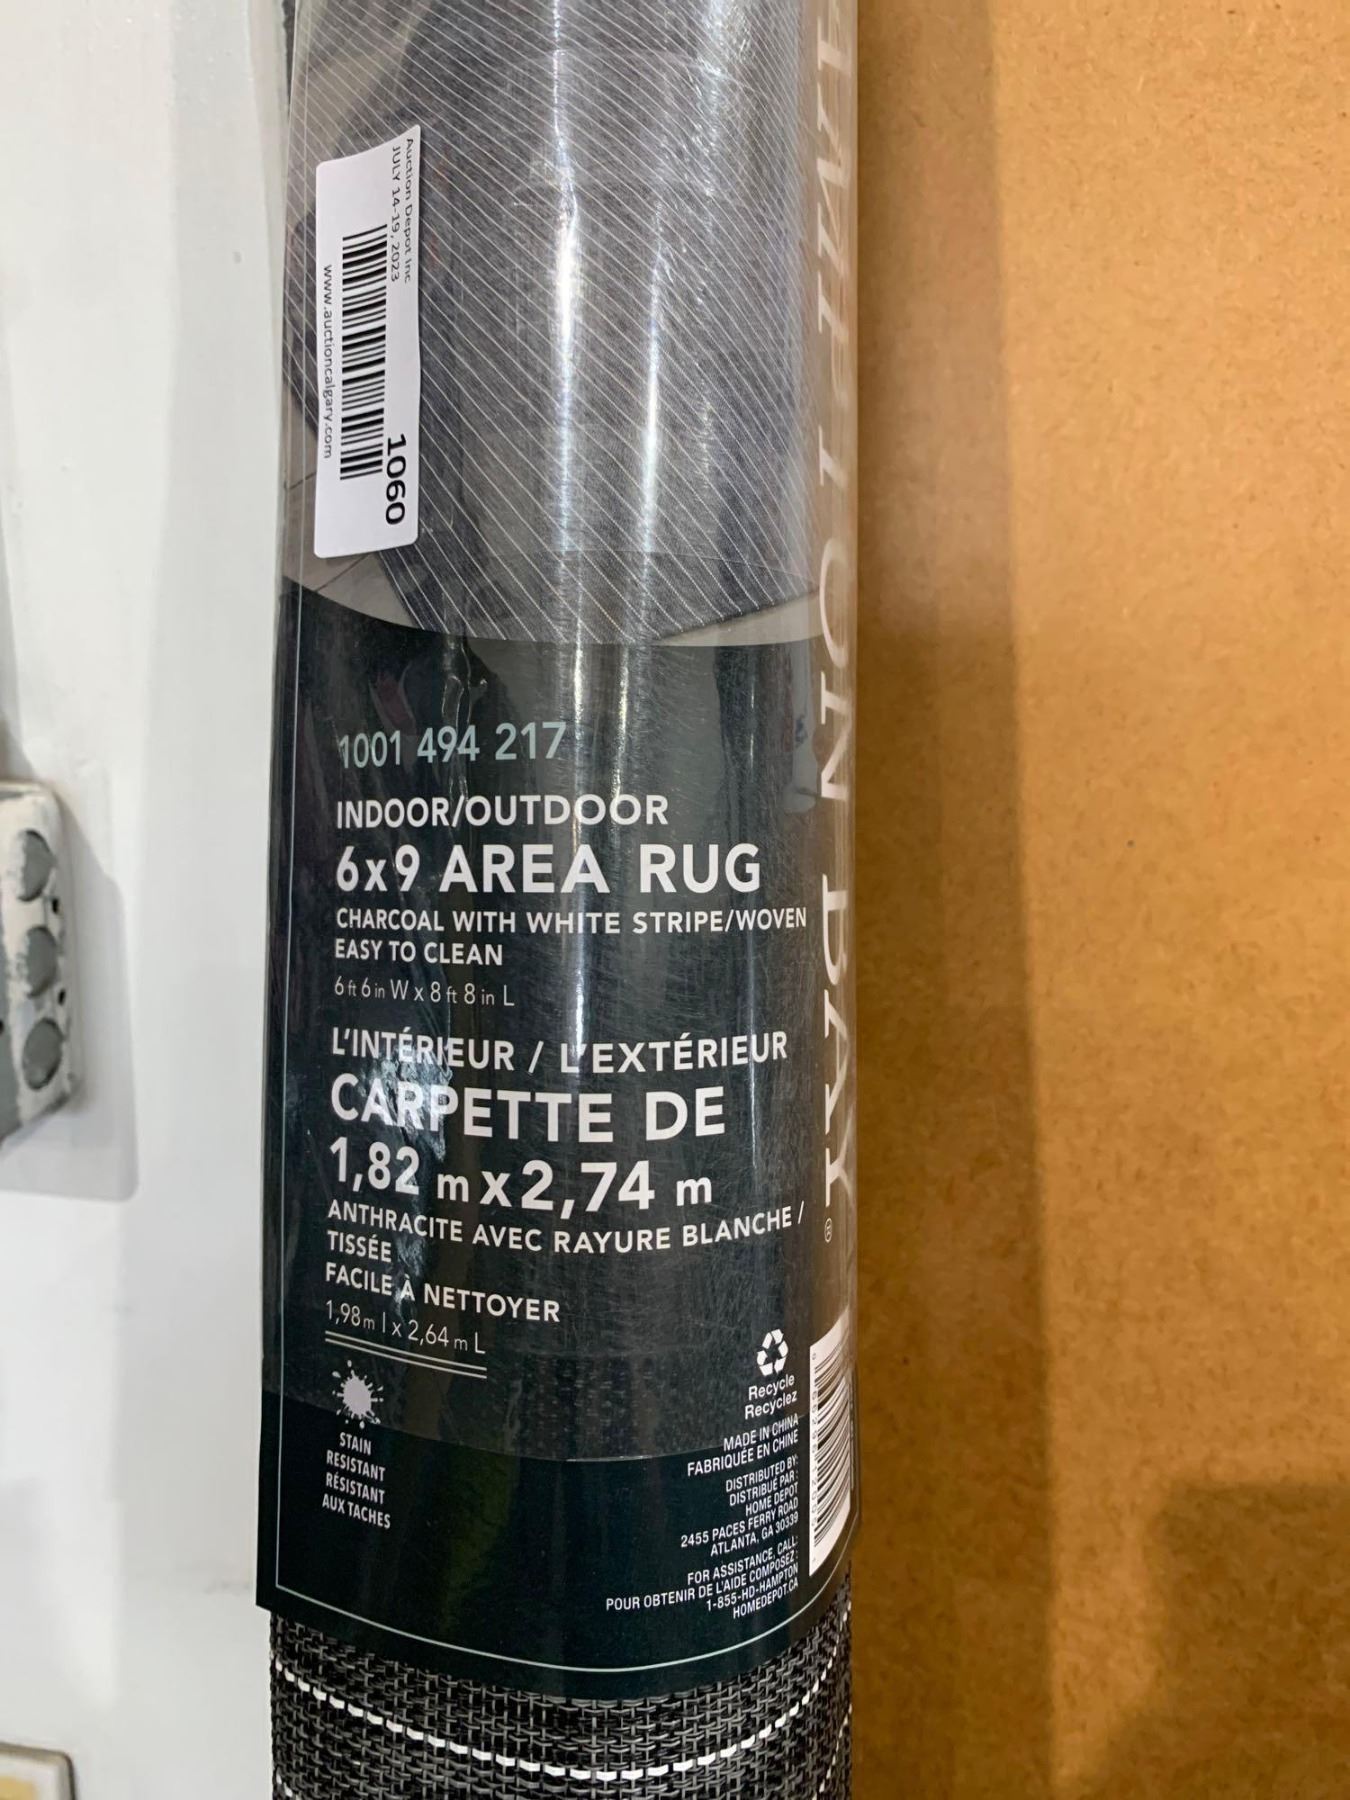 Auction Depot Inc
JULY 14-19, 2023
1060
www.auctioncalgary.com
HAMPTON BAY®
1001 494 217
INDOOR/OUTDOOR
6x9 AREA RUG
CHARCOAL WITH WHITE STRIPE/WOVEN
EASY TO CLEAN
6 ft 6 in W x 8 ft 8 in L
L'INTÉRIEUR / L'EXTÉRIEUR
CARPETTE DE
1,82 m x 2,74 m
ANTHRACITE AVEC RAYURE BLANCHE /
TISSÉE
FACILE À NETTOYER
1,98 m l x 2,64 m L
STAIN
RESISTANT
RÉSISTANT
AUX TACHES
Recycle
Recyclez
MADE IN CHINA
FABRIQUÉE EN CHINE
DISTRIBUTED BY:
DISTRIBUÉ PAR :
HOME DEPOT
2455 PACES FERRY ROAD
ATLANTA, GA 30339
FOR ASSISTANCE, CALL:
POUR OBTENIR DE L'AIDE COMPOSEZ :
1-855-HD-HAMPTON
HOMEDEPOT.CA